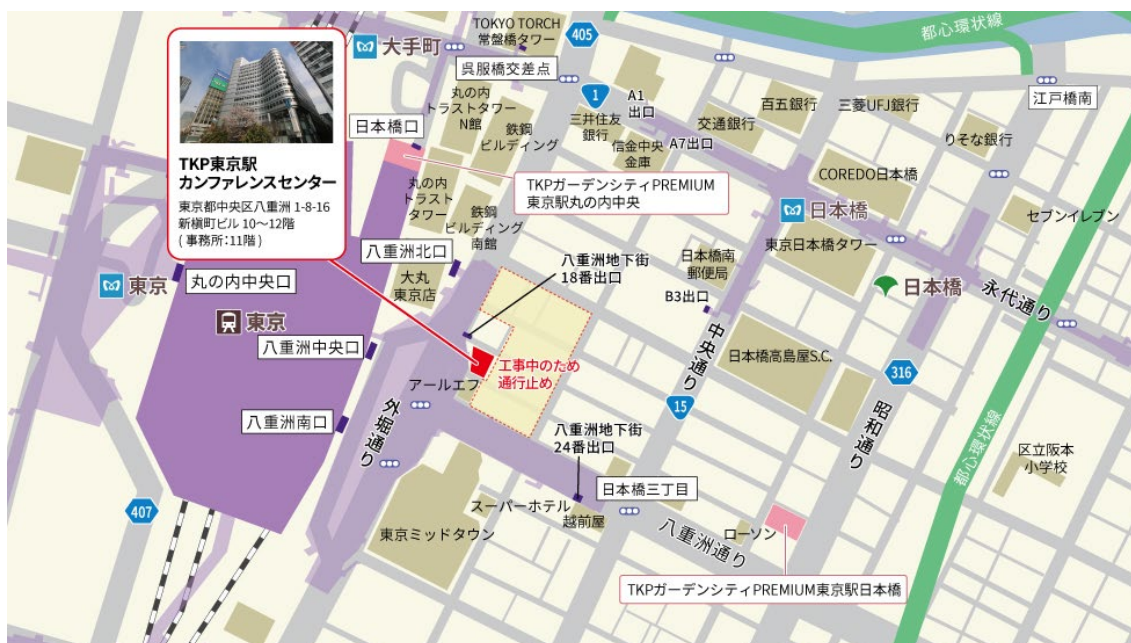 TOKYO TORCH
常盤橋タワー
405
都心環状線
大手町
呉服橋交差点
江戸橋南
1
A1
出口
丸の内
トラストタワー
N館
日本橋口
鉄鋼
ビルディング
三井住友
銀行
信金中央
金庫
A7出口
交通銀行
百五銀行
三菱UFJ銀行
りそな銀行
TKP東京駅
カンファレンスセンター
東京都中央区八重洲 1-8-16
新槇町ビル 10〜12階
( 事務所:11階 )
TKPガーデンシティPREMIUM
東京駅丸の内中央
COREDO日本橋
丸の内
トラスト
タワー
鉄鋼
ビルディング
南館
日本橋
セブンイレブン
東京日本橋タワー
八重洲北口
八重洲地下街
18番出口
日本橋南
郵便局
大丸
東京店
東京
丸の内中央口
B3出口
日本橋
永代通り
東京
八重洲中央口
中央通り
日本橋高島屋S.C.
工事中のため
通行止め
アールエフ
316
15
昭和通り
外堀通り
八重洲南口
八重洲地下街
24番出口
都心環状線
区立阪本
小学校
407
日本橋三丁目
スーパーホテル
越前屋
東京ミッドタウン
八重洲通り
ローソン
TKPガーデンシティPREMIUM東京駅日本橋